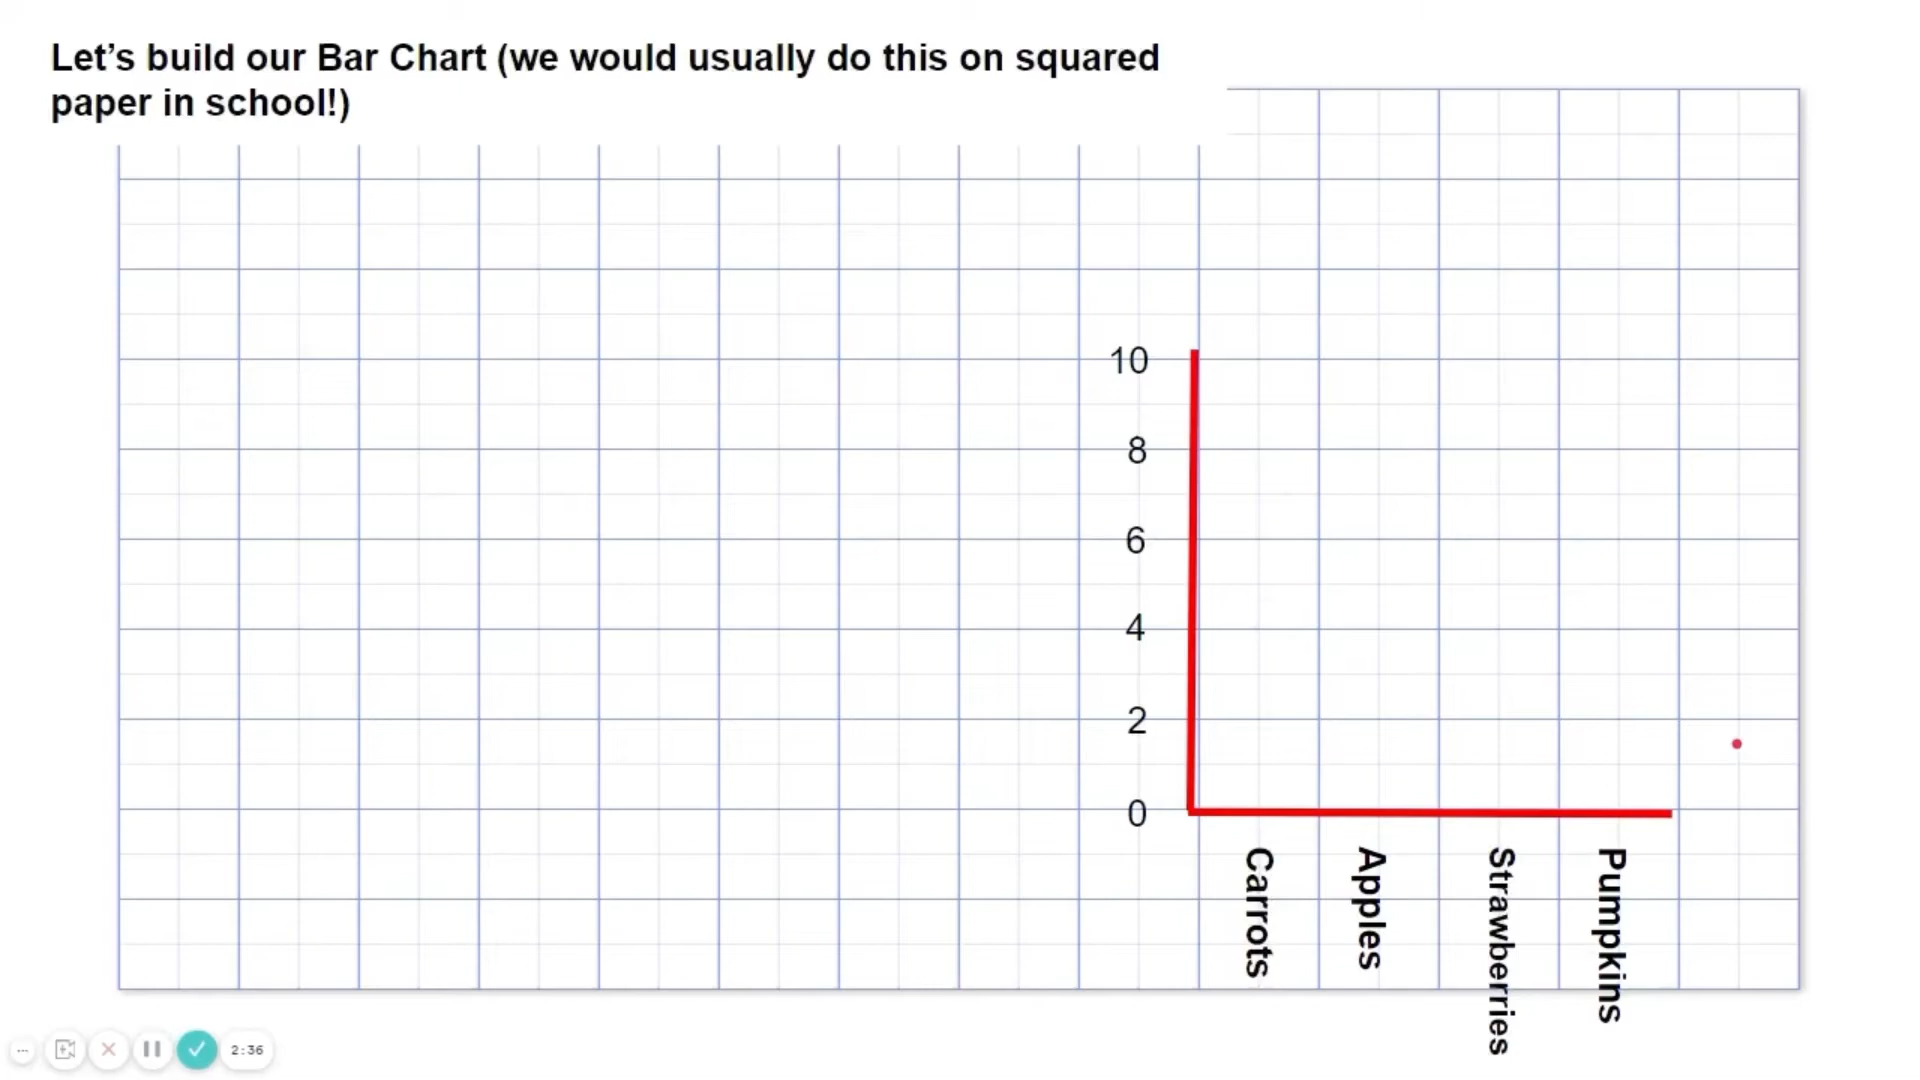 Let’s build our Bar Chart (we would usually do this on squared
paper in school!)
10
8
6
4
2
0
Carrots
Apples
Strawberries
Pumpkins
2:36